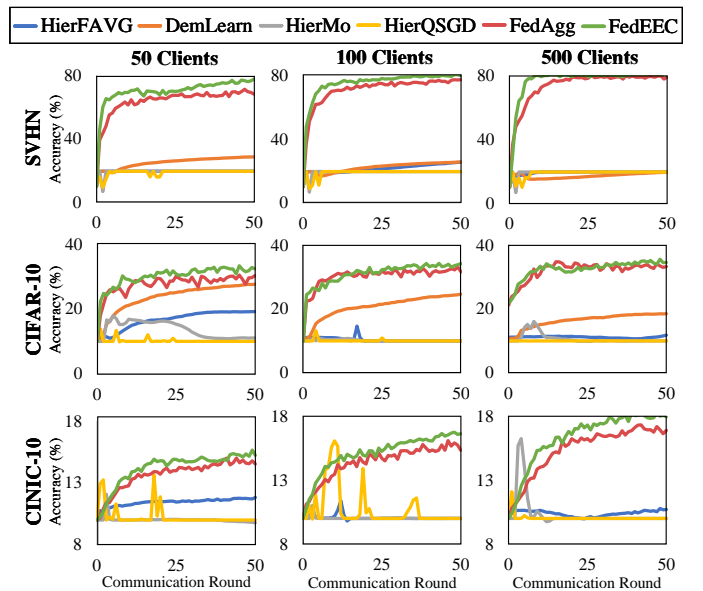 HierFAVG DemLearn HierMo HierQSGD FedAgg FedEEC
50 Clients 100 Clients 500 Clients
SVHN
Accuracy (%)
80 80 80
40 40 40
0 0 0
0 25 50 0 25 50 0 25 50
CIFAR-10
Accuracy (%)
40 40 40
20 20 20
0 0 0
0 25 50 0 25 50 0 25 50
CINIC-10
Accuracy (%)
18 18 18
13 13 13
8 8 8
0 25 50 0 25 50 0 25 50
Communication Round Communication Round Communication Round